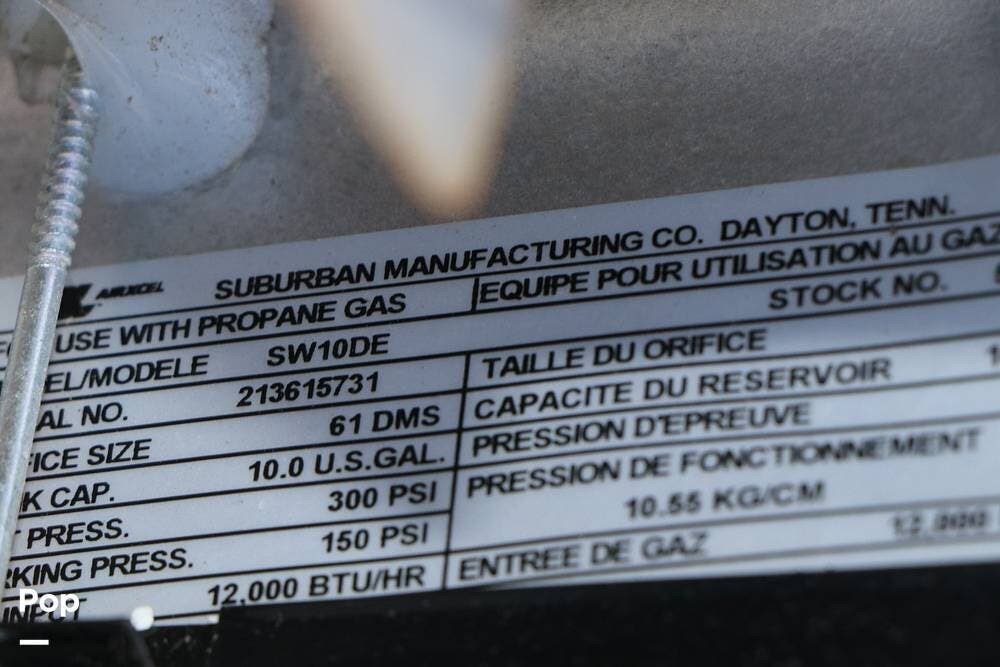 AIRXCEL SUBURBAN MANUFACTURING CO. DAYTON, TENN.
USE WITH PROPANE GAS EQUIPE POUR UTILISATION AU GAZ
EL/MODELE SW10DE STOCK NO.
AL NO. 213615731 TAILLE DU ORIFICE
FICE SIZE 61 DMS CAPACITE DU RESERVOIR
K CAP. 10.0 U.S.GAL. PRESSION D'EPREUVE
T PRESS. 300 PSI PRESSION DE FONCTIONNEMENT
RKING PRESS. 150 PSI 10.55 KG/CM
INPUT 12,000 BTU/HR ENTREE DE GAZ 12,000
Pop